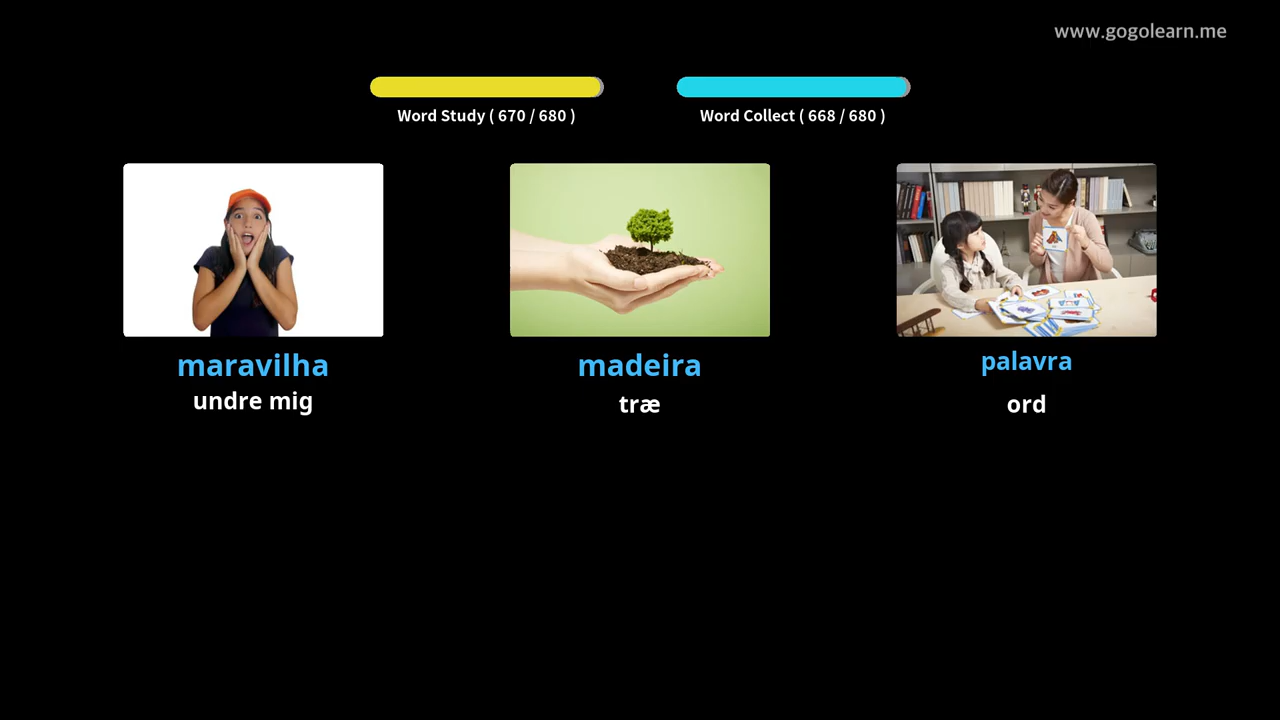 www.gogolearn.me
Word Study ( 670 / 680 )
Word Collect ( 668 / 680 )
maravilha
undre mig
madeira
træ
palavra
ord